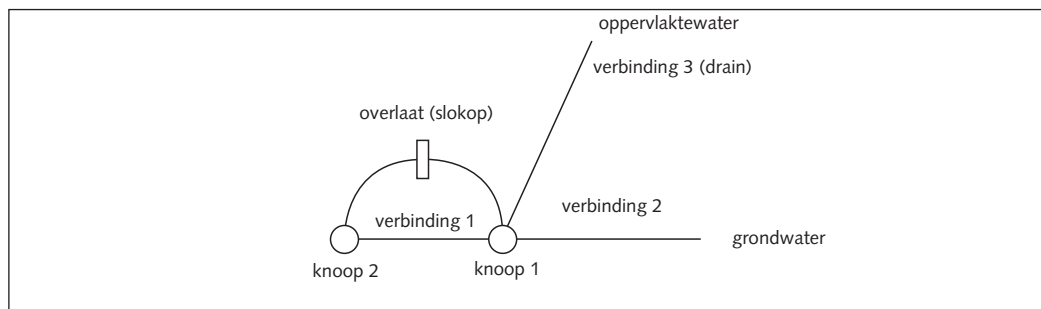 oppervlaktewater
verbinding 3 (drain)
overlaat (slokop)
verbinding 2
verbinding 1
grondwater
knoop 2
knoop 1